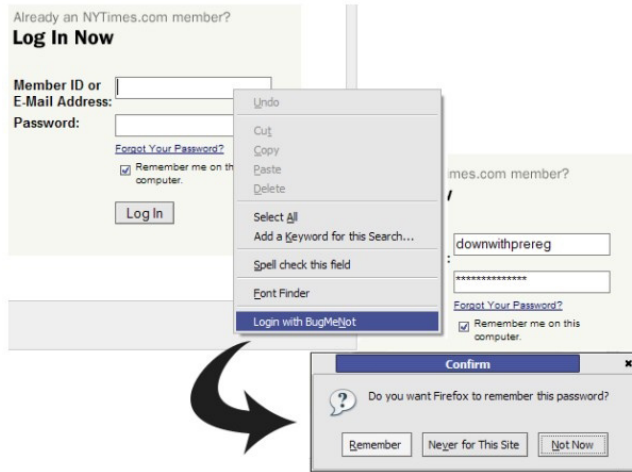 Already an NYTimes.com member?
Log In Now
Member ID or
E-Mail Address:
Password:
Forgot Your Password?
Remember me on th
computer.
Log In
Undo
Cut
Copy
Paste
Delete
Select All
Add a Keyword for this Search...
Spell check this field
Font Finder
Login with BugMeNot
mes.com member?
:
downwithprereg
**************
Forgot Your Password?
Remember me on this
computer.
Confirm
Do you want Firefox to remember this password?
Remember
Never for This Site
Not Now